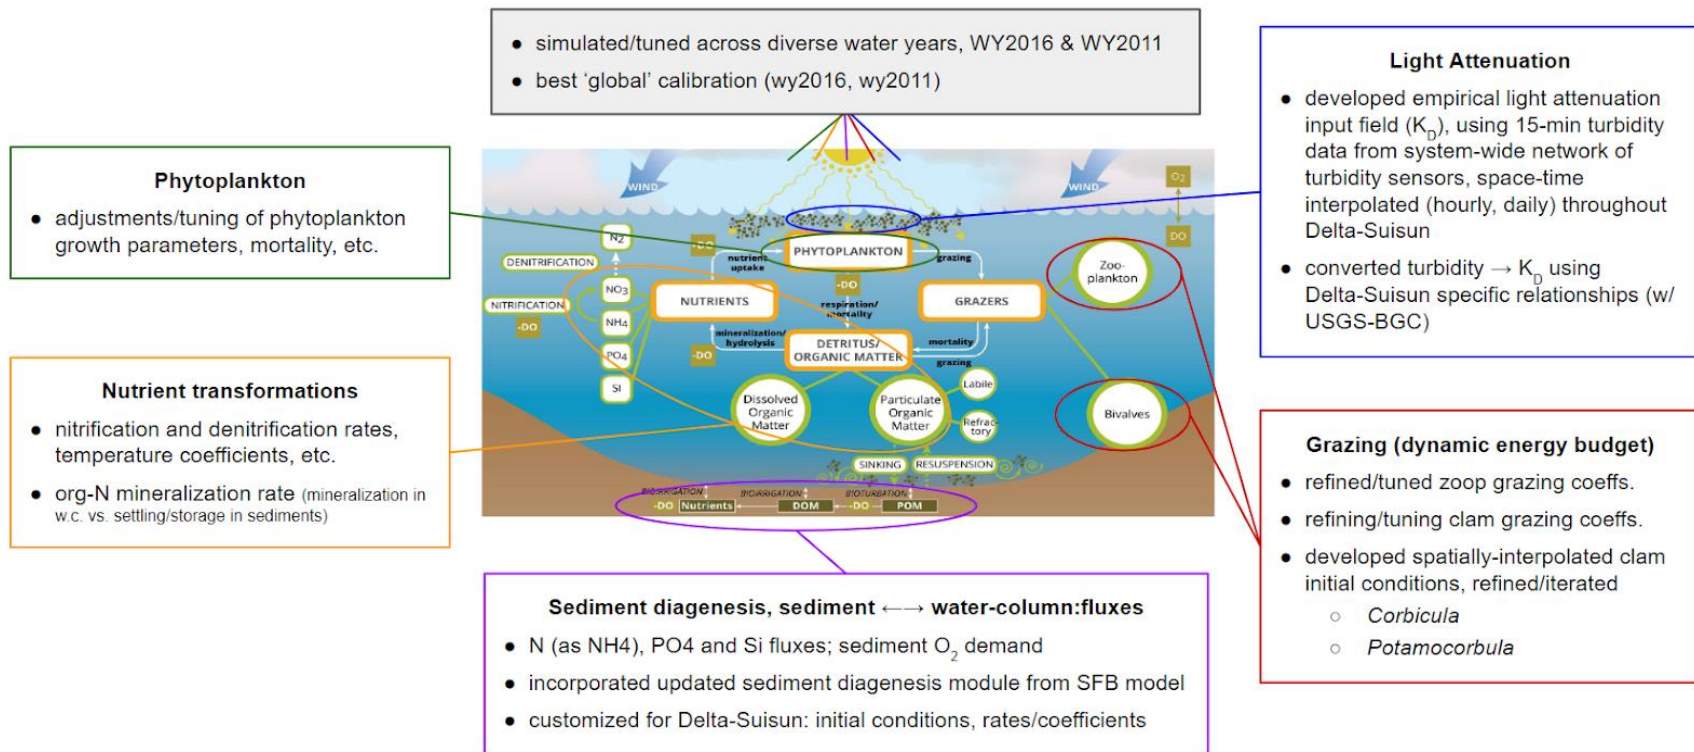 ● simulated/tuned across diverse water years, WY2016 & WY2011
● best ‘global’ calibration (wy2016, wy2011)
Phytoplankton
● adjustments/tuning of phytoplankton
growth parameters, mortality, etc.
Nutrient transformations
● nitrification and denitrification rates,
temperature coefficients, etc.
● org-N mineralization rate (mineralization in
w.c. vs. settling/storage in sediments)
Light Attenuation
● developed empirical light attenuation
input field (K_D), using 15-min turbidity
data from system-wide network of
turbidity sensors, space-time
interpolated (hourly, daily) throughout
Delta-Suisun
● converted turbidity → K_D using
Delta-Suisun specific relationships (w/
USGS-BGC)
Grazing (dynamic energy budget)
● refined/tuned zoop grazing coeffs.
● refining/tuning clam grazing coeffs.
● developed spatially-interpolated clam
initial conditions, refined/iterated
○ Corbicula
○ Potamocorbula
Sediment diagenesis, sediment ←→ water-column:fluxes
● N (as NH4), PO4 and Si fluxes; sediment O₂ demand
● incorporated updated sediment diagenesis module from SFB model
● customized for Delta-Suisun: initial conditions, rates/coefficients
WIND
WIND
O₂
DO
N₂
DENITRIFICATION
NO₃
NITRIFICATION
-DO
NH₄
PO₄
SI
-DO
nutrient
uptake
PHYTOPLANKTON
grazing
-DO
respiration/
mortality
NUTRIENTS
GRAZERS
mineralization/
hydrolysis
-DO
DETRITUS/
ORGANIC MATTER
mortality
grazing
Zoo-
plankton
Bivalves
Dissolved
Organic
Matter
Particulate
Organic
Matter
Labile
Refrac-
tory
SINKING
RESUSPENSION
BIOIRRIGATION
BIOIRRIGATION
BIOTURBATION
-DO
Nutrients
DOM
-DO
POM